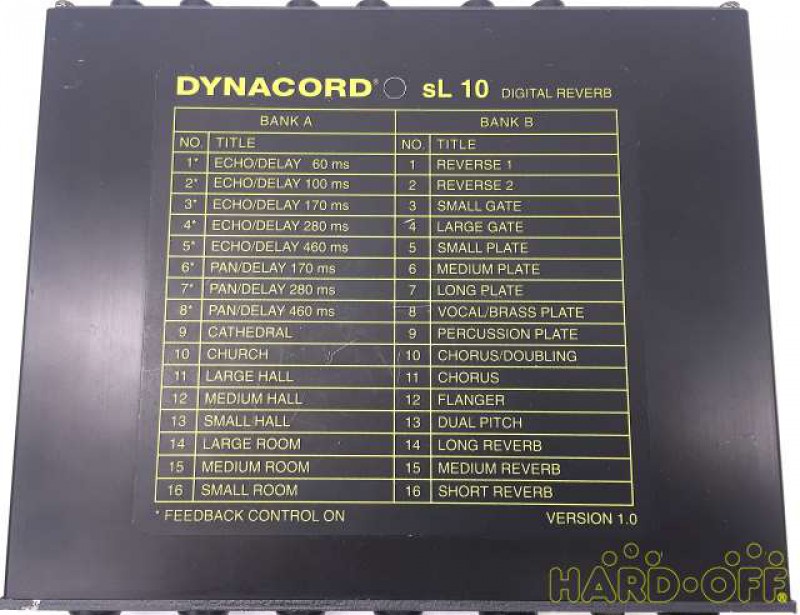 DYNACORD® sL 10 DIGITAL REVERB
BANK A BANK B
NO. TITLE NO. TITLE
1* ECHO/DELAY 60 ms 1 REVERSE 1
2* ECHO/DELAY 100 ms 2 REVERSE 2
3* ECHO/DELAY 170 ms 3 SMALL GATE
4* ECHO/DELAY 280 ms 4 LARGE GATE
5* ECHO/DELAY 460 ms 5 SMALL PLATE
6* PAN/DELAY 170 ms 6 MEDIUM PLATE
7* PAN/DELAY 280 ms 7 LONG PLATE
8* PAN/DELAY 460 ms 8 VOCAL/BRASS PLATE
9 CATHEDRAL 9 PERCUSSION PLATE
10 CHURCH 10 CHORUS/DOUBLING
11 LARGE HALL 11 CHORUS
12 MEDIUM HALL 12 FLANGER
13 SMALL HALL 13 DUAL PITCH
14 LARGE ROOM 14 LONG REVERB
15 MEDIUM ROOM 15 MEDIUM REVERB
16 SMALL ROOM 16 SHORT REVERB
* FEEDBACK CONTROL ON VERSION 1.0
HARD-OFF